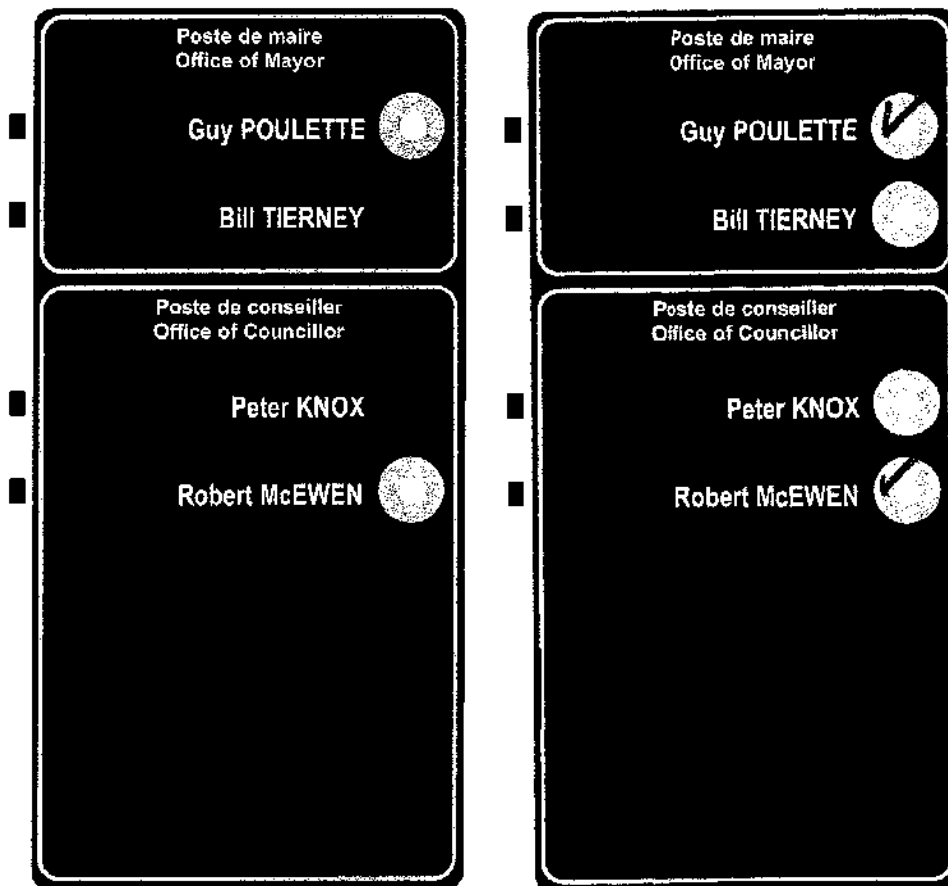 Poste de maire
Office of Mayor
Guy POULETTE
Bill TIERNEY
Poste de conseiller
Office of Councillor
Peter KNOX
Robert McEWEN
Poste de maire
Office of Mayor
Guy POULETTE
Bill TIERNEY
Poste de conseiller
Office of Councillor
Peter KNOX
Robert McEWEN